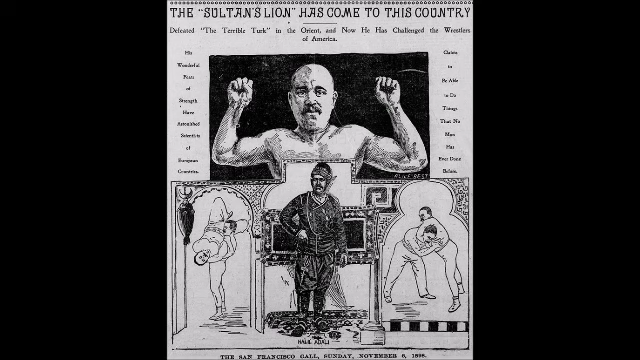 THE "SULTAN'S LION" HAS COME TO THIS COUNTRY
Defeated "The Terrible Turk" in the Orient, and Now He Has Challenged the Wrestlers
of America.
His
Wonderful
Feats
of
Strength
Have
Astonished
Scientists
of
European
Countries.
Claims
to
Be Able
to Do
Things
That No
Man
Has
Ever Done
Before.
HALIL ADALI
THE SAN FRANCISCO CALL, SUNDAY, NOVEMBER 6, 1898.